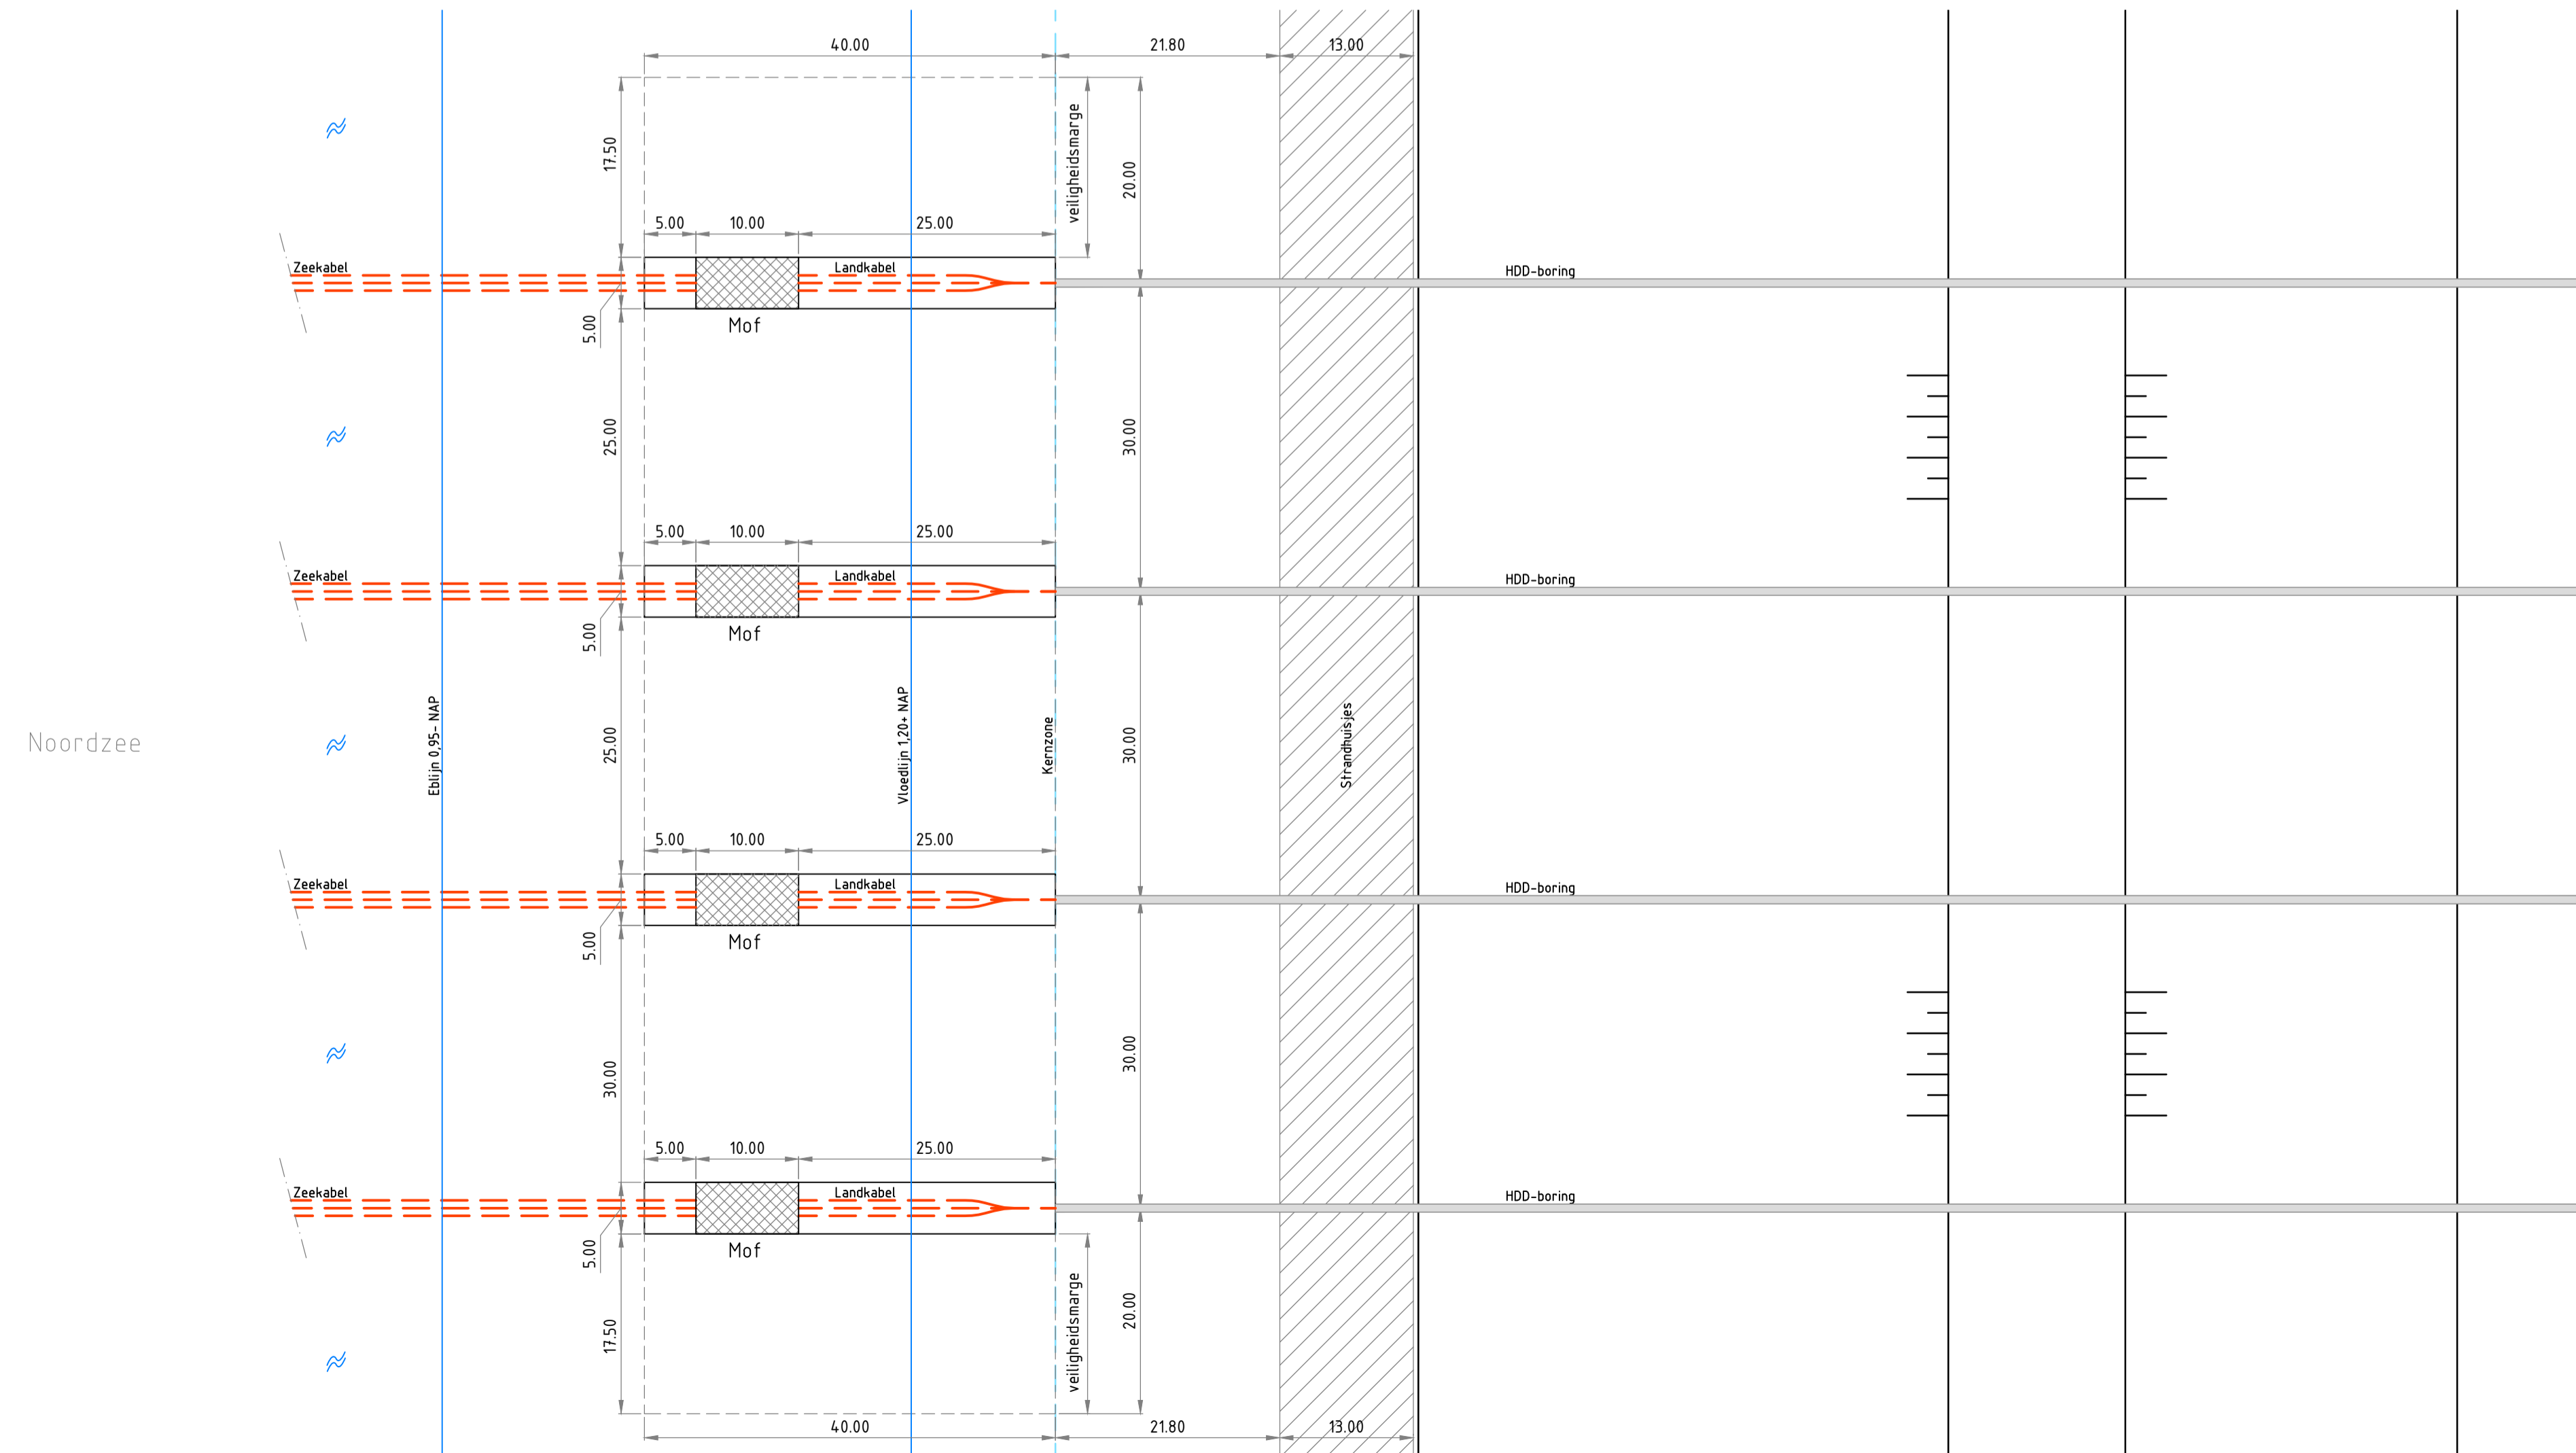 40.00 21.80 13.00
17.50 veiligheidsmarge 20.00
5.00 10.00 25.00
Zeekabel Landkabel HDD-boring
5.00 Mof
25.00 30.00
5.00 10.00 25.00
Zeekabel Landkabel HDD-boring
5.00 Mof
Noordzee Eblijn 0,95- NAP 25.00 Vloedlijn 1,20+ NAP Kernzone 30.00 Strandhuisjes
5.00 10.00 25.00
Zeekabel Landkabel HDD-boring
5.00 Mof
30.00 30.00
5.00 10.00 25.00
Zeekabel Landkabel HDD-boring
5.00 Mof
17.50 veiligheidsmarge 20.00
40.00 21.80 13.00